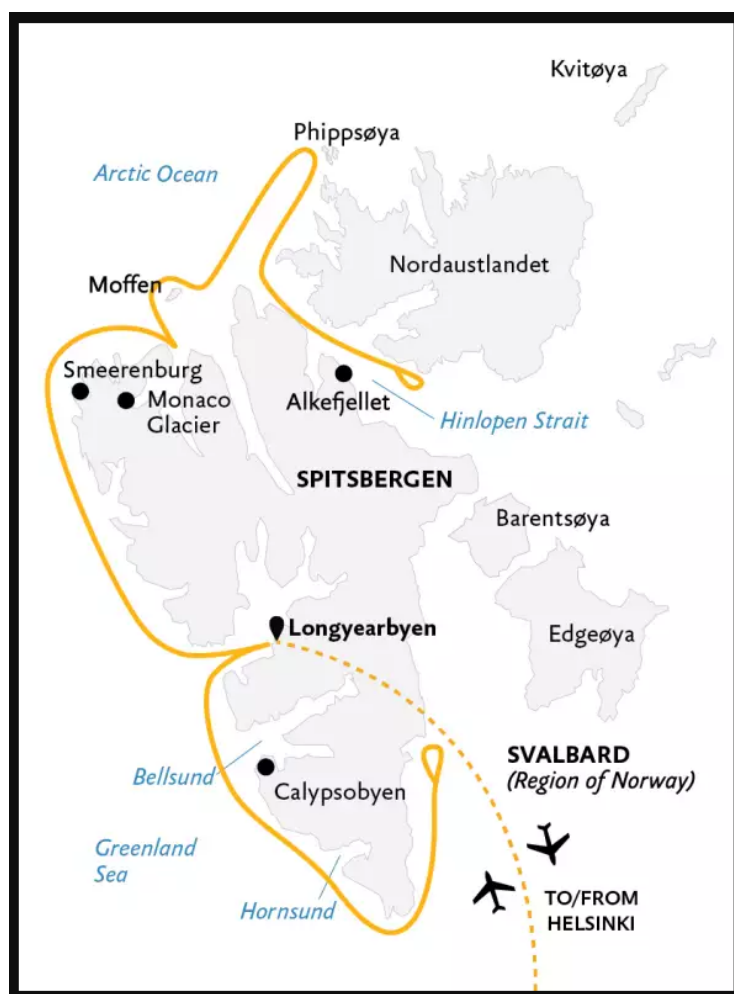 Kvitøya
Phippsøya
Arctic Ocean
Nordaustlandet
Moffen
Smeerenburg
Monaco
Glacier
Alkefjellet
Hinlopen Strait
SPITSBERGEN
Barentsøya
Longyearbyen
Edgeøya
SVALBARD
(Region of Norway)
Bellsund
Calypsobyen
Greenland
Sea
Hornsund
TO/FROM
HELSINKI